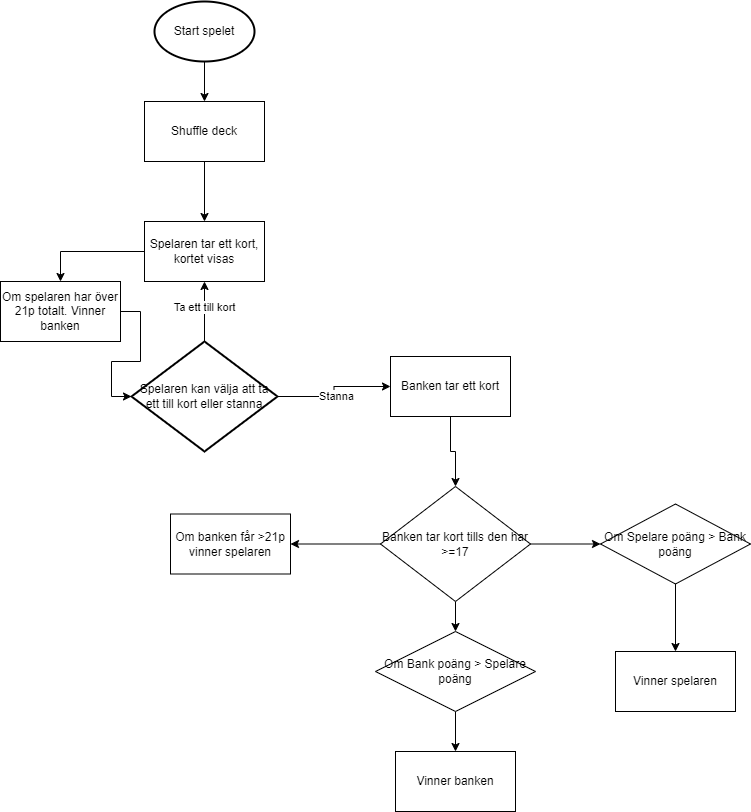 Start spelet
Shuffle deck
Spelaren tar ett kort,
kortet visas
Om spelaren har över
21p totalt. Vinner
banken
Ta ett till kort
Spelaren kan välja att ta
ett till kort eller stanna
Stanna
Banken tar ett kort
Om banken får >21p
vinner spelaren
Banken tar kort tills den har
>=17
Om Spelare poäng > Bank
poäng
Om Bank poäng > Spelare
poäng
Vinner spelaren
Vinner banken